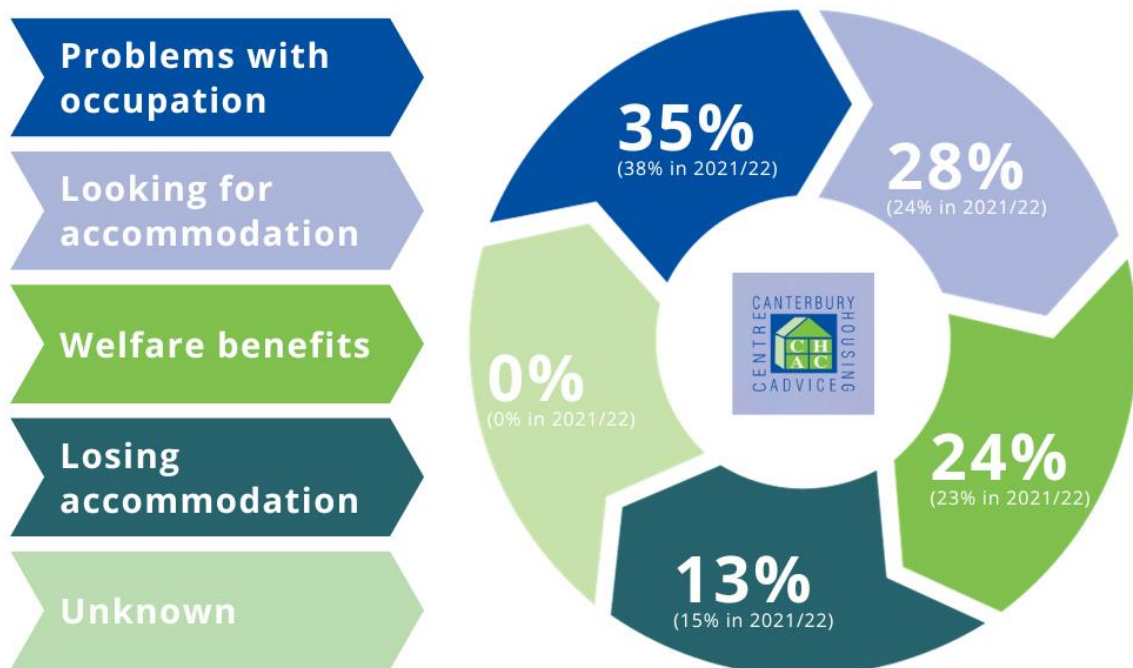 Problems with
occupation
Looking for
accommodation
Welfare benefits
Losing
accommodation
Unknown
35%
(38% in 2021/22)
28%
(24% in 2021/22)
24%
(23% in 2021/22)
13%
(15% in 2021/22)
0%
(0% in 2021/22)
CANTERBURY
HOUSING
ADVICE
CENTRE
C H
A C